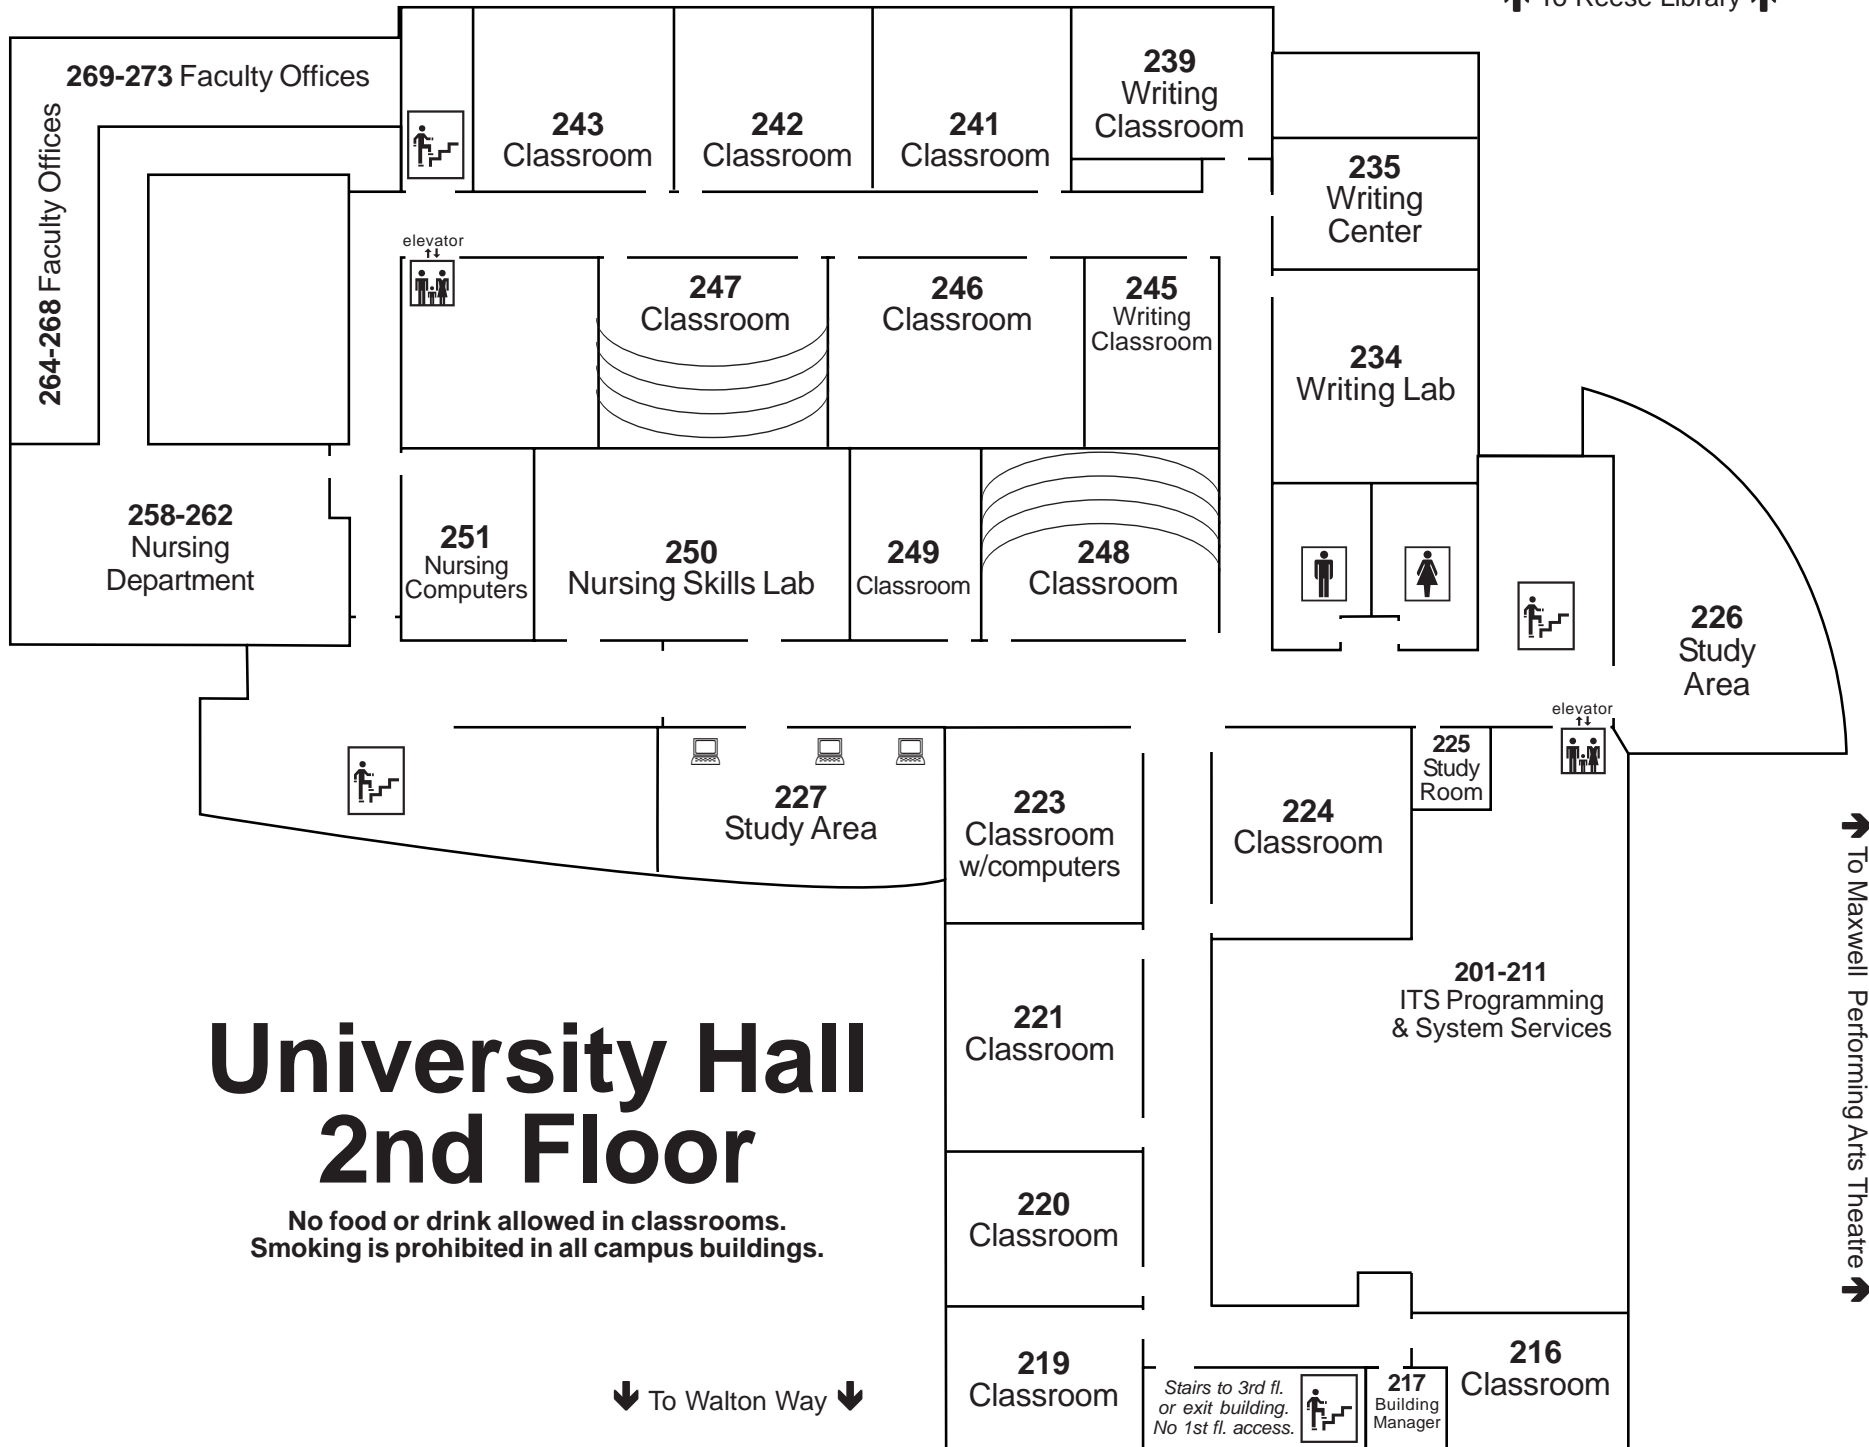 To Reese Library
269-273 Faculty Offices
264-268 Faculty Offices
243
Classroom
242
Classroom
241
Classroom
239
Writing
Classroom
235
Writing
Center
elevator
247
Classroom
246
Classroom
245
Writing
Classroom
234
Writing Lab
258-262
Nursing
Department
251
Nursing
Computers
250
Nursing Skills Lab
249
Classroom
248
Classroom
226
Study
Area
elevator
227
Study Area
223
Classroom
w/computers
224
Classroom
225
Study
Room
To Maxwell Performing Arts Theatre
201-211
ITS Programming
& System Services
221
Classroom
University Hall
2nd Floor
No food or drink allowed in classrooms.
Smoking is prohibited in all campus buildings.
220
Classroom
219
Classroom
Stairs to 3rd fl.
or exit building.
No 1st fl. access.
217
Building
Manager
216
Classroom
To Walton Way